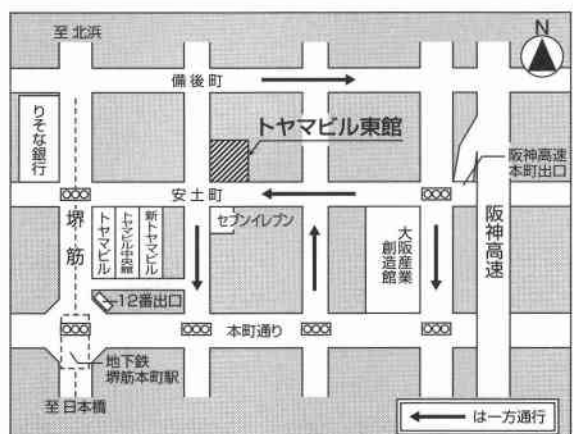 至 北浜
N
備後町
りそな銀行
トヤマビル東館
阪神高速
本町出口
安土町
堺筋
トヤマビル
トヤマビル中央館
新トヤマビル
セブンイレブン
大阪産業
創造館
阪神高速
12番出口
本町通り
地下鉄
堺筋本町駅
至 日本橋
は一方通行